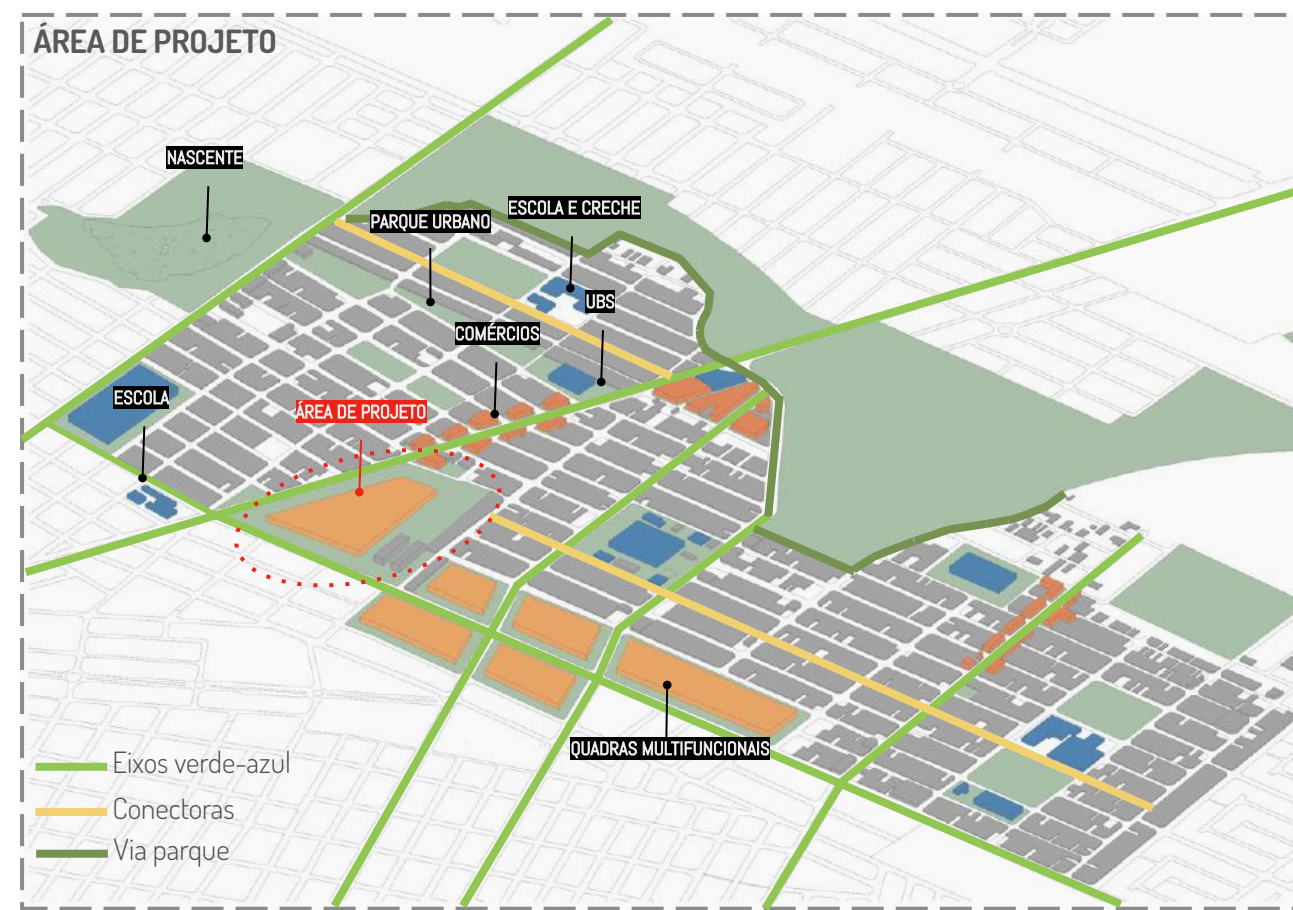 ÁREA DE PROJETO
NASCENTE
ESCOLA E CRECHE
PARQUE URBANO
UBS
COMÉRCIOS
ESCOLA
ÁREA DE PROJETO
QUADRAS MULTIFUNCIONAIS
Eixos verde-azul
Conectoras
Via parque